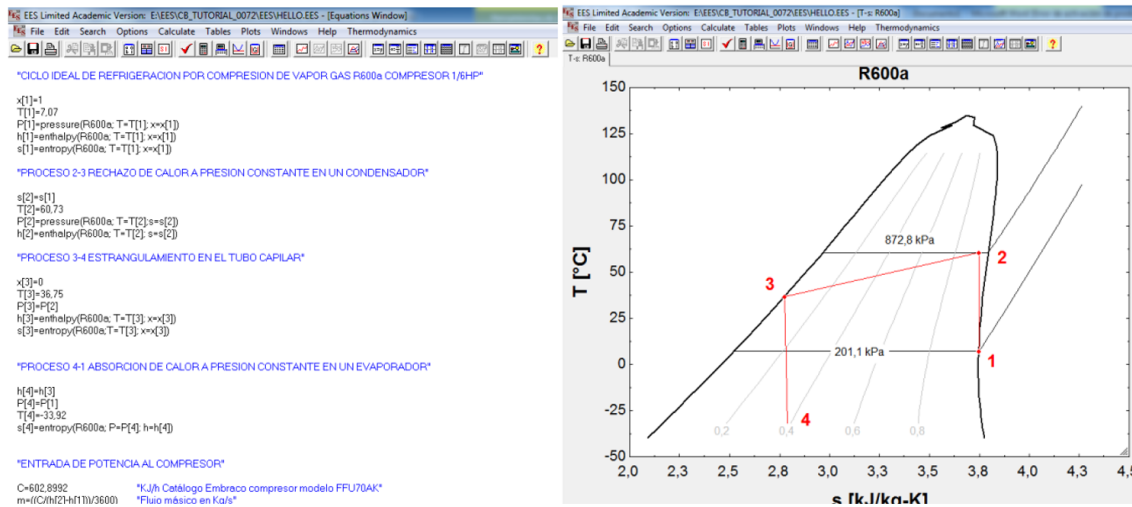 EES Limited Academic Version: E:\EES\CB_TUTORIAL_0072\EES\HELLO.EES - [Equations Window]
File Edit Search Options Calculate Tables Plots Windows Help Thermodynamics
"CICLO IDEAL DE REFRIGERACION POR COMPRESION DE VAPOR GAS R600a COMPRESOR 1/6HP"
x[1]=1
T[1]=7,07
P[1]=pressure(R600a; T=T[1]; x=x[1])
h[1]=enthalpy(R600a; T=T[1]; x=x[1])
s[1]=entropy(R600a; T=T[1]; x=x[1])
"PROCESO 2-3 RECHAZO DE CALOR A PRESION CONSTANTE EN UN CONDENSADOR"
s[2]=s[1]
T[2]=60,73
P[2]=pressure(R600a; T=T[2];s=s[2])
h[2]=enthalpy(R600a; T=T[2]; s=s[2])
"PROCESO 3-4 ESTRANGULAMIENTO EN EL TUBO CAPILAR"
x[3]=0
T[3]=36,75
P[3]=P[2]
h[3]=enthalpy(R600a; T=T[3]; x=x[3])
s[3]=entropy(R600a;T=T[3]; x=x[3])
"PROCESO 4-1 ABSORCION DE CALOR A PRESION CONSTANTE EN UN EVAPORADOR"
h[4]=h[3]
P[4]=P[1]
T[4]=-33,92
s[4]=entropy(R600a; P=P[4]; h=h[4])
"ENTRADA DE POTENCIA AL COMPRESOR"
C=602,8992 "KJ/h Catálogo Embraco compresor modelo FFU70AK"
m=((C/(h[2]-h[1]))/3600) "Flujo másico en Kg/s"
EES Limited Academic Version: E:\EES\CB_TUTORIAL_0072\EES\HELLO.EES - [T-s: R600a]
File Edit Search Options Calculate Tables Plots Windows Help Thermodynamics
T-s: R600a
R600a
150
125
100
75
50
25
0
-25
-50
T [°C]
872,8 kPa
201,1 kPa
3
2
1
4
0,2 0,4 0,6 0,8
2,0 2,3 2,5 2,8 3,0 3,3 3,5 3,8 4,0 4,3
s [kJ/kg-K]